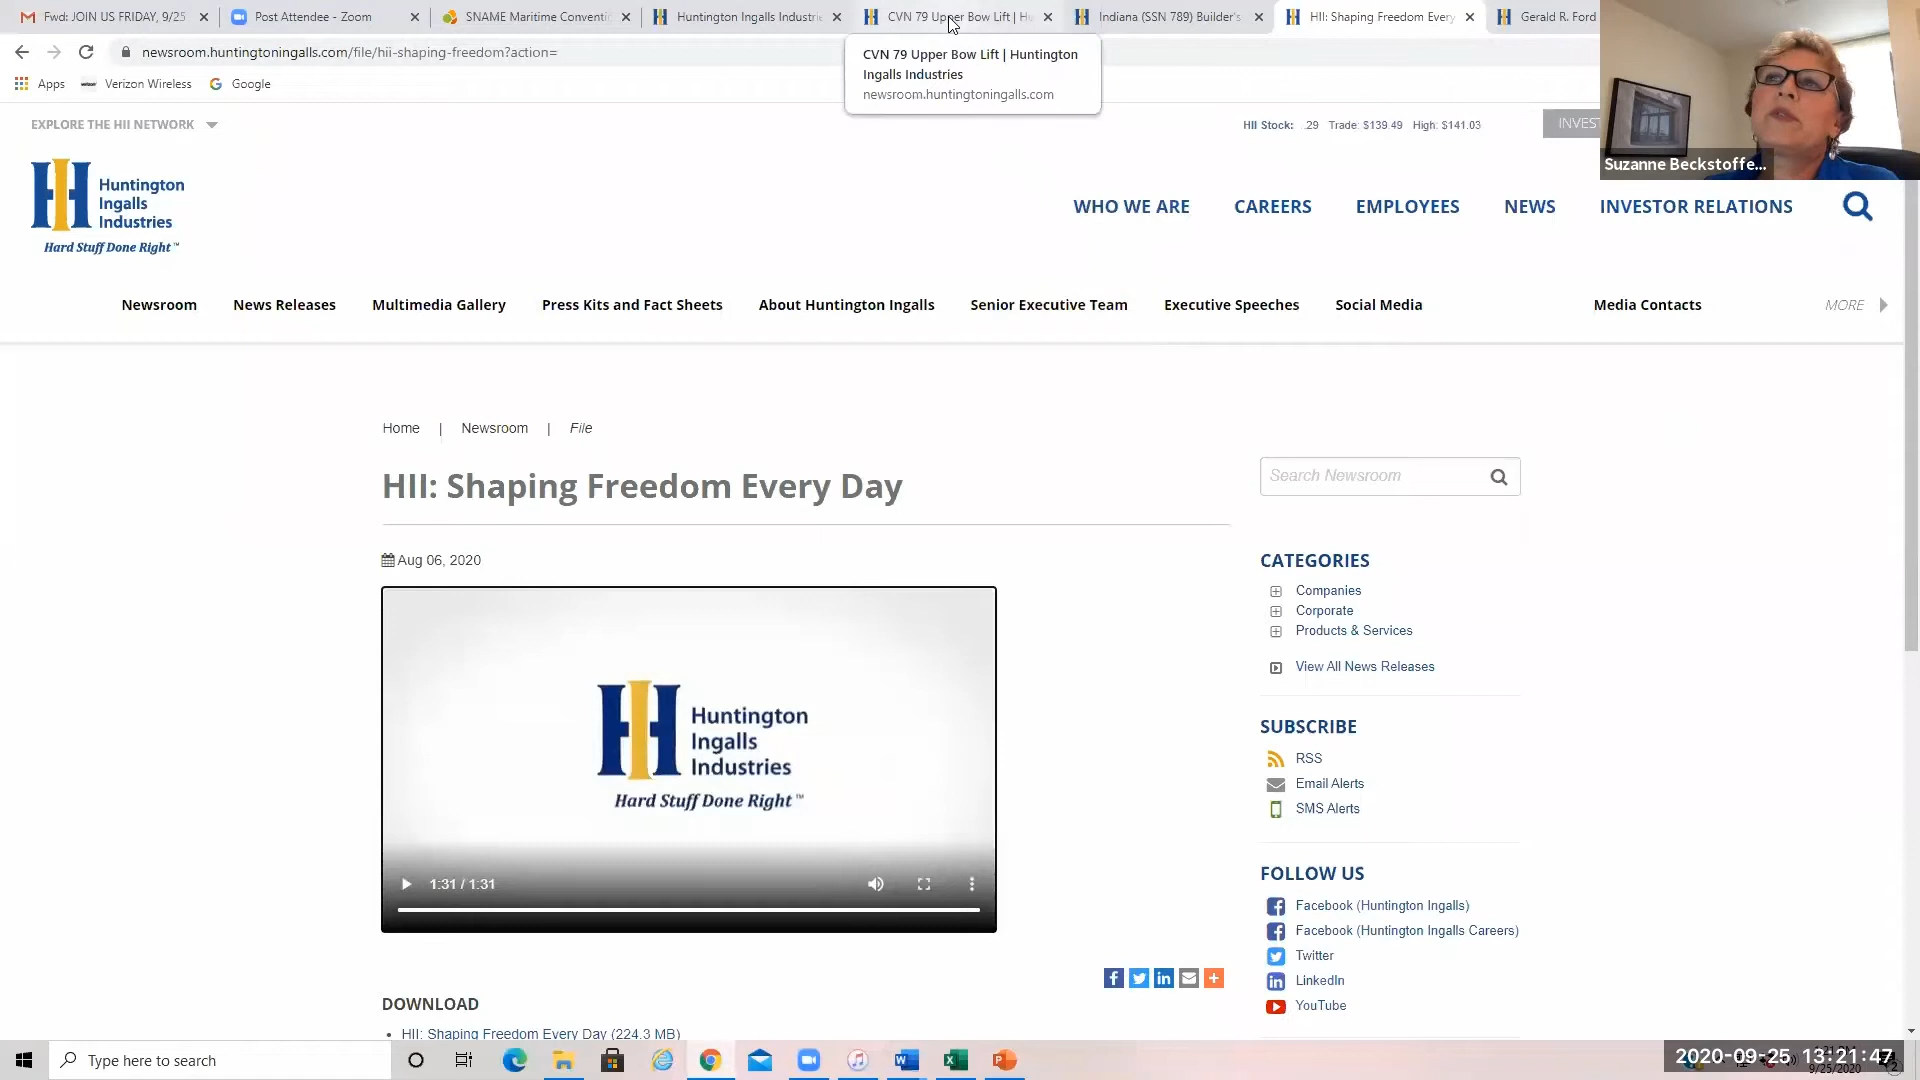 Fwd: JOIN US FRIDAY, 9/25
Post Attendee - Zoom
SNAME Maritime Conventi
Huntington Ingalls Industri
CVN 79 Upper Bow Lift | Hu
Indiana (SSN 789) Builder's
HII: Shaping Freedom Every
Gerald R. Ford
newsroom.huntingtoningalls.com/file/hii-shaping-freedom?action=
CVN 79 Upper Bow Lift | Huntington
Ingalls Industries
newsroom.huntingtoningalls.com
Apps
Verizon Wireless
Google
EXPLORE THE HII NETWORK
HII Stock: .29 Trade: $139.49 High: $141.03
INVES
Suzanne Beckstoffe...
Huntington
Ingalls
Industries
Hard Stuff Done Right™
WHO WE ARE
CAREERS
EMPLOYEES
NEWS
INVESTOR RELATIONS
Newsroom
News Releases
Multimedia Gallery
Press Kits and Fact Sheets
About Huntington Ingalls
Senior Executive Team
Executive Speeches
Social Media
Media Contacts
MORE
Home | Newsroom | File
HII: Shaping Freedom Every Day
Search Newsroom
Aug 06, 2020
Huntington
Ingalls
Industries
Hard Stuff Done Right™
1:31 / 1:31
CATEGORIES
Companies
Corporate
Products & Services
View All News Releases
SUBSCRIBE
RSS
Email Alerts
SMS Alerts
FOLLOW US
Facebook (Huntington Ingalls)
Facebook (Huntington Ingalls Careers)
Twitter
LinkedIn
YouTube
DOWNLOAD
HII: Shaping Freedom Every Day (224.3 MB)
Type here to search
2020-09-25 13:21:47
9/25/2020